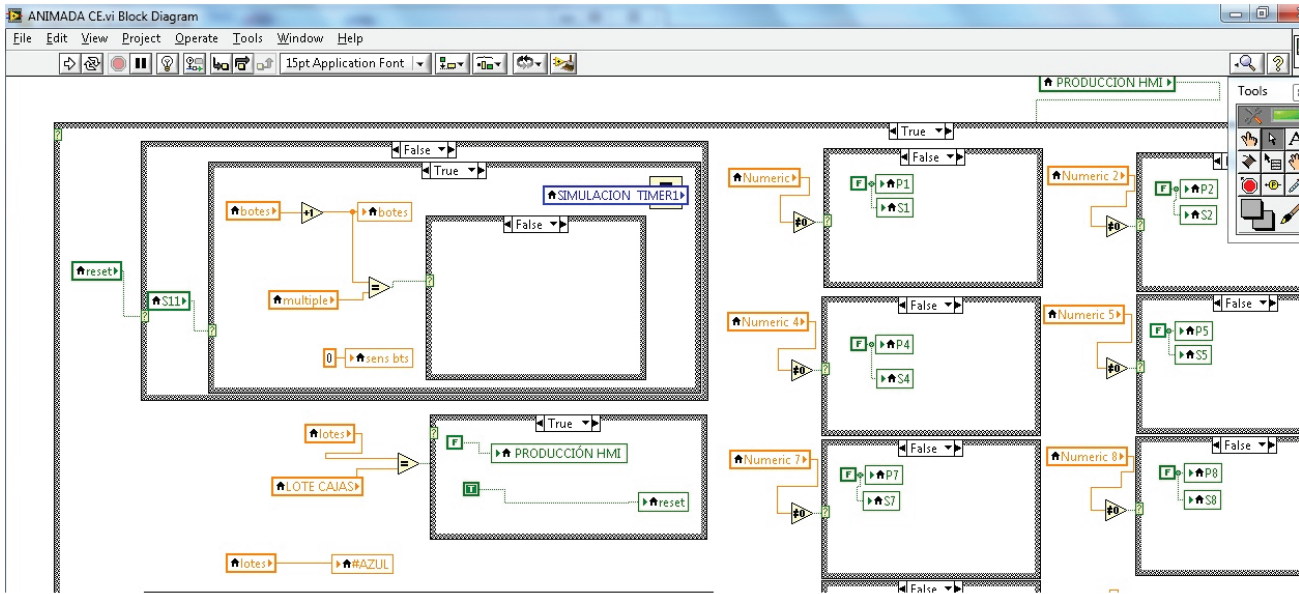 ANIMADA CE.vi Block Diagram
File Edit View Project Operate Tools Window Help
15pt Application Font
PRODUCCION HMI
Tools
True
False
True
SIMULACION TIMER1
botes
+1
botes
False
reset
S11
multiple
=
0
sens bts
?
lotes
LOTE CAJAS
=
True
F
PRODUCCIÓN HMI
T
reset
lotes
#AZUL
True
Numeric
≠0
False
F
P1
S1
Numeric 2
≠0
F
P2
S2
Numeric 4
≠0
False
F
P4
S4
Numeric 5
≠0
False
F
P5
S5
Numeric 7
≠0
False
F
P7
S7
Numeric 8
≠0
False
F
P8
S8
False